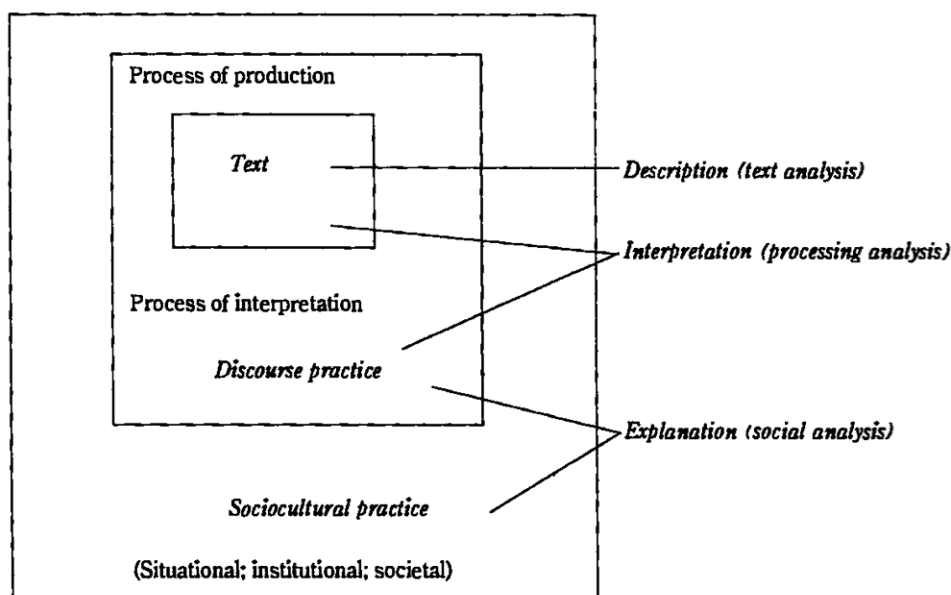 Process of production
Text
Description (text analysis)
Interpretation (processing analysis)
Process of interpretation
Discourse practice
Explanation (social analysis)
Sociocultural practice
(Situational; institutional; societal)